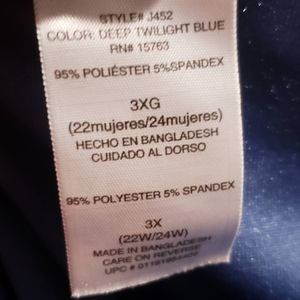 STYLE# J452
COLOR: DEEP TWILIGHT BLUE
RN# 15763
95% POLIÉSTER 5%SPANDEX
3XG
(22mujeres/24mujeres)
HECHO EN BANGLADESH
CUIDADO AL DORSO
95% POLYESTER 5% SPANDEX
3X
(22W/24W)
MADE IN BANGLADESH
CARE ON REVERSE
UPC #